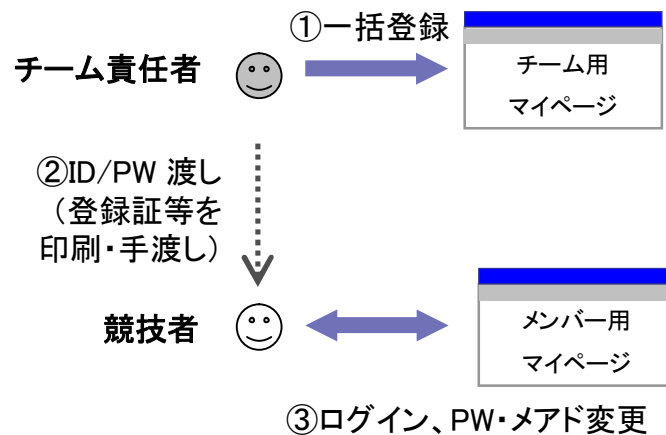 ①一括登録
チーム責任者
チーム用
マイページ
②ID/PW 渡し
（登録証等を
印刷・手渡し）
競技者
メンバー用
マイページ
③ログイン、PW・メアド変更